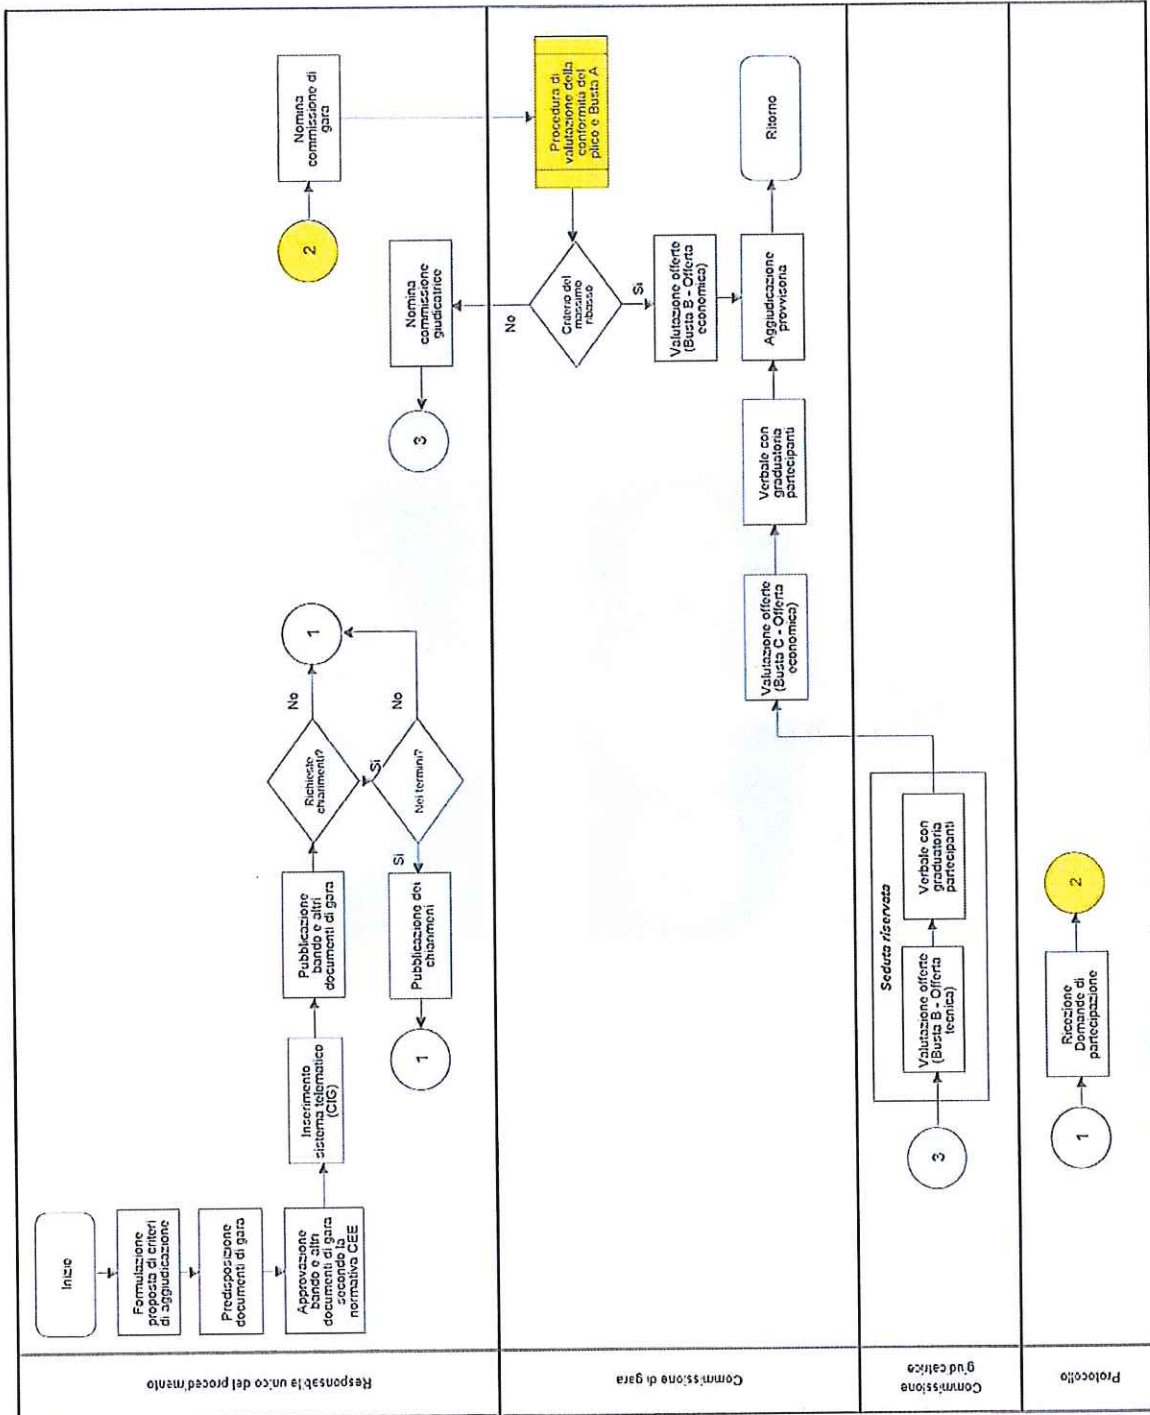 Responsabile unico del procedimento
Inizio
Formulazione
proposta di criteri
di aggiudicazione
Predisposizione
documenti di gara
Approvazione
bando e altri
documenti di gara
secondo la
normativa CEE
Inserimento
sistema telematico
(CIG)
Pubblicazione
bando e altri
documenti di gara
Richieste
chiarimenti?
No
1
Si
Nei termini?
No
Si
Pubblicazione dei
chiarimeni
1
2
Nomina
commissione di
gara
Nomina
commissione
giudicatrice
3
Commissione di gara
Procedura di
valutazione della
conformità del
plico e Busta A
Criterio del
massimo
ribasso
No
Si
Valutazione offerte
(Busta B - Offerta
economica)
Valutazione offerte
(Busta C - Offerta
economica)
Verbale con
graduatoria
partecipanti
Aggiudicazione
provvisoria
Ritorno
Commissione
giudicatrice
3
Seduta riservata
Valutazione offerte
(Busta B - Offerta
tecnica)
Verbale con
graduatoria
partecipanti
Protocollo
1
Ricezione
Domande di
partecipazione
2